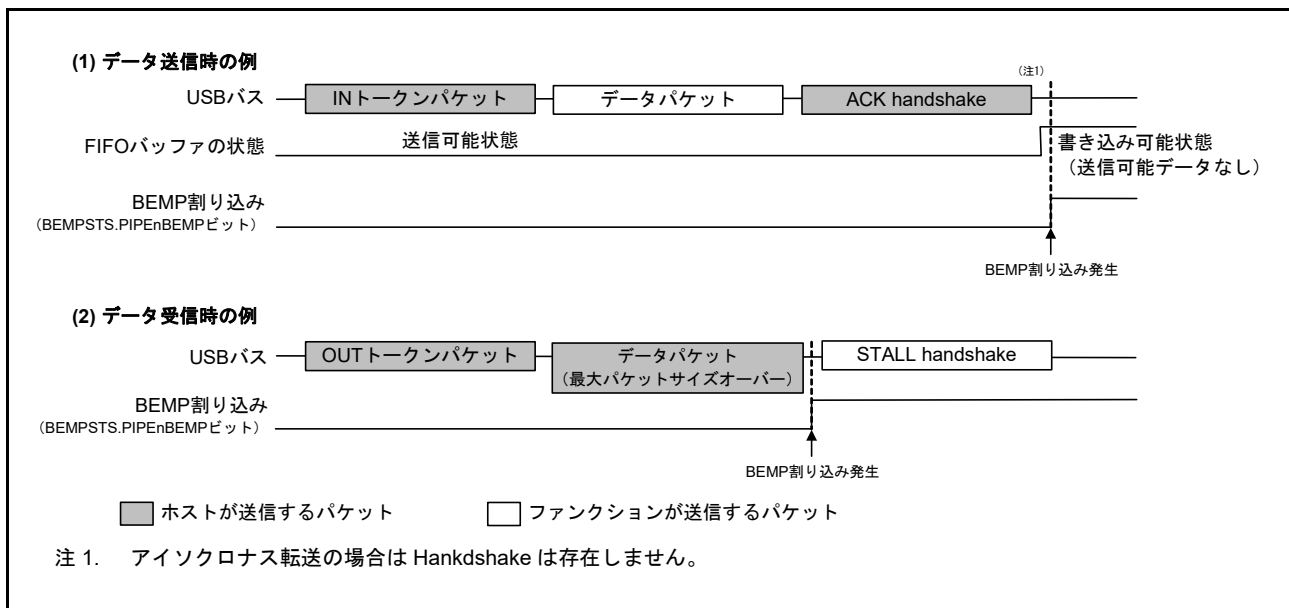 (1) データ送信時の例
(注1)
USBバス INトークンパケット データパケット ACK handshake
FIFOバッファの状態 送信可能状態 書き込み可能状態
（送信可能データなし）
BEMP割り込み
（BEMPSTS.PIPEnBEMPビット）
BEMP割り込み発生
(2) データ受信時の例
USBバス OUTトークンパケット データパケット STALL handshake
（最大パケットサイズオーバー）
BEMP割り込み
（BEMPSTS.PIPEnBEMPビット）
BEMP割り込み発生
ホストが送信するパケット ファンクションが送信するパケット
注 1. アイソクロナス転送の場合は Hankdshake は存在しません。